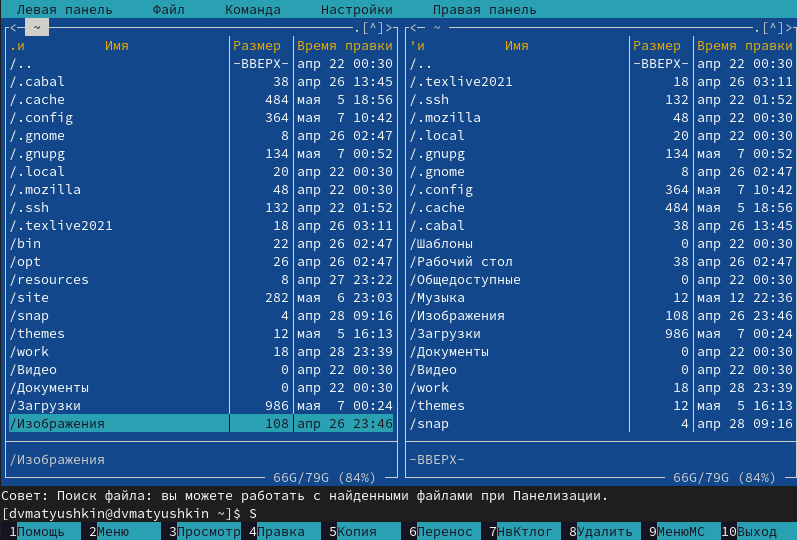 Левая панель Файл Команда Настройки Правая панель
<─ ~ .[^]> <─ ~ .[^]>
.и Имя Размер Время правки 'и Имя Размер Время правки
/.. -ВВЕРХ- апр 22 00:30 /.. -ВВЕРХ- апр 22 00:30
/.cabal 38 апр 26 13:45 /.texlive2021 18 апр 26 03:11
/.cache 484 мая 5 18:56 /.ssh 132 апр 22 01:52
/.config 364 мая 7 10:42 /.mozilla 48 апр 22 00:30
/.gnome 8 апр 26 02:47 /.local 20 апр 22 00:30
/.gnupg 134 мая 7 00:52 /.gnupg 134 мая 7 00:52
/.local 20 апр 22 00:30 /.gnome 8 апр 26 02:47
/.mozilla 48 апр 22 00:30 /.config 364 мая 7 10:42
/.ssh 132 апр 22 01:52 /.cache 484 мая 5 18:56
/.texlive2021 18 апр 26 03:11 /.cabal 38 апр 26 13:45
/bin 22 апр 26 02:47 /Шаблоны 0 апр 22 00:30
/opt 26 апр 26 02:47 /Рабочий стол 38 апр 26 02:47
/resources 8 апр 27 23:22 /Общедоступные 0 апр 22 00:30
/site 282 мая 6 23:03 /Музыка 12 мая 12 22:36
/snap 4 апр 28 09:16 /Изображения 108 апр 26 23:46
/themes 12 мая 5 16:13 /Загрузки 986 мая 7 00:24
/work 18 апр 28 23:39 /Документы 0 апр 22 00:30
/Видео 0 апр 22 00:30 /Видео 0 апр 22 00:30
/Документы 0 апр 22 00:30 /work 18 апр 28 23:39
/Загрузки 986 мая 7 00:24 /themes 12 мая 5 16:13
/Изображения 108 апр 26 23:46 /snap 4 апр 28 09:16
/Изображения -ВВЕРХ-
66G/79G (84%) 66G/79G (84%)
Совет: Поиск файла: вы можете работать с найденными файлами при Панелизации.
[dvmatyushkin@dvmatyushkin ~]$ S
1Помощь 2Меню 3Просмотр 4Правка 5Копия 6Перенос 7НвКтлог 8Удалить 9МенюМС 10Выход